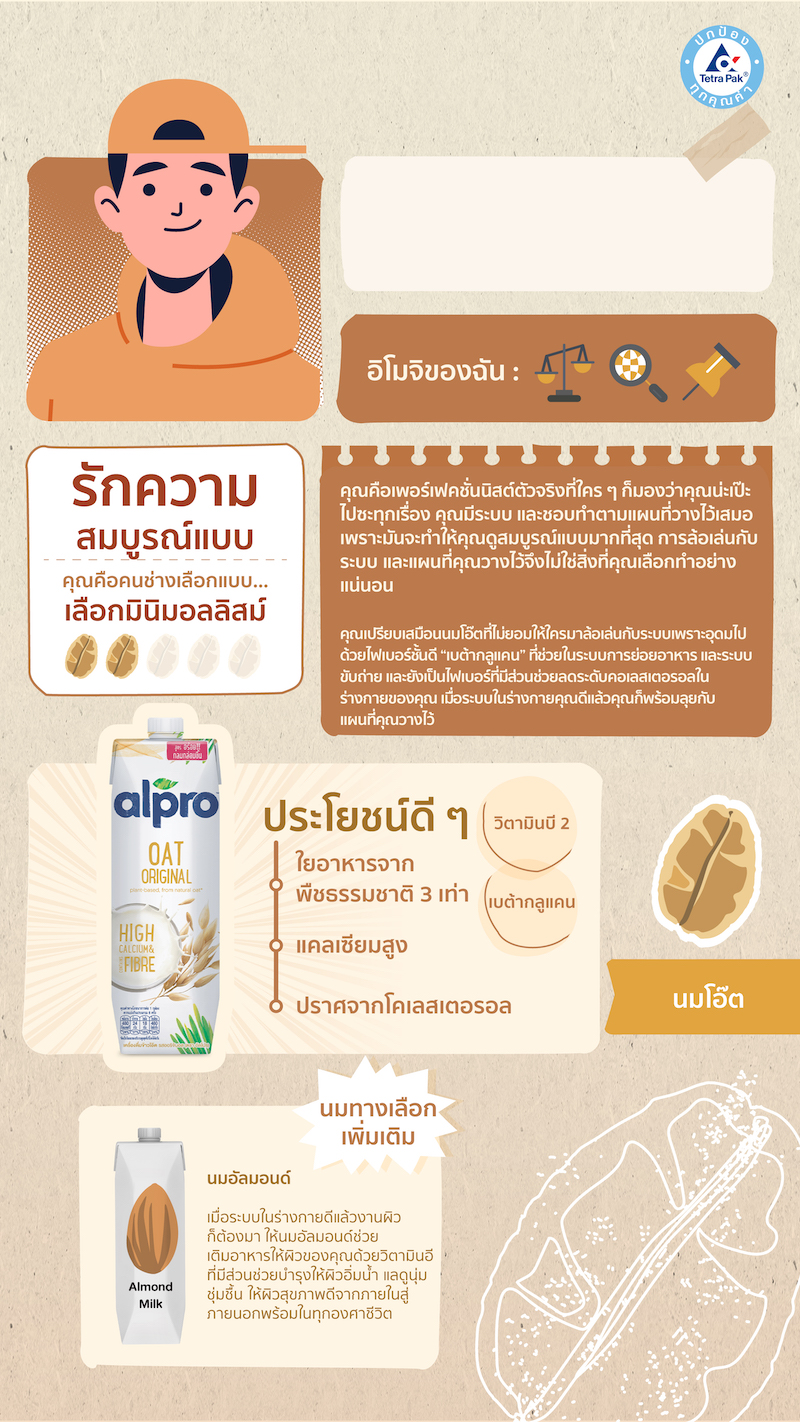 ปกป้อง
Tetra Pak®
ทุกคุณค่า
อิโมจิของฉัน :
รักความ
สมบูรณ์แบบ
คุณคือคนช่างเลือกแบบ...
เลือกมินิมอลลิสม์
คุณคือเพอร์เฟคชั่นนิสต์ตัวจริงที่ใคร ๆ ก็มองว่าคุณน่ะเป๊ะ
ไปซะทุกเรื่อง คุณมีระบบ และชอบทำตามแผนที่วางไว้เสมอ
เพราะมันจะทำให้คุณดูสมบูรณ์แบบมากที่สุด การล้อเล่นกับ
ระบบ และแผนที่คุณวางไว้จึงไม่ใช่สิ่งที่คุณเลือกทำอย่าง
แน่นอน
คุณเปรียบเสมือนนมโอ๊ตที่ไม่ยอมให้ใครมาล้อเล่นกับระบบเพราะอุดมไป
ด้วยไฟเบอร์ชั้นดี “เบต้ากลูแคน” ที่ช่วยในระบบการย่อยอาหาร และระบบ
ขับถ่าย และยังเป็นไฟเบอร์ที่มีส่วนช่วยลดระดับคอเลสเตอรอลใน
ร่างกายของคุณ เมื่อระบบในร่างกายคุณดีแล้วคุณก็พร้อมลุยกับ
แผนที่คุณวางไว้
alpro
OAT
ORIGINAL
plant-based, from natural oat*
HIGH
CALCIUM &
FIBRE
ประโยชน์ดี ๆ
วิตามินบี 2
ใยอาหารจาก
พืชธรรมชาติ 3 เท่า
เบต้ากลูแคน
แคลเซียมสูง
ปราศจากโคเลสเตอรอล
นมโอ๊ต
นมทางเลือก
เพิ่มเติม
นมอัลมอนด์
เมื่อระบบในร่างกายดีแล้วงานผิว
ก็ต้องมา ให้นมอัลมอนด์ช่วย
เติมอาหารให้ผิวของคุณด้วยวิตามินอี
ที่มีส่วนช่วยบำรุงให้ผิวอิ่มน้ำ แลดูนุ่ม
ชุ่มชื้น ให้ผิวสุขภาพดีจากภายในสู่
ภายนอกพร้อมในทุกองศาชีวิต
Almond
Milk